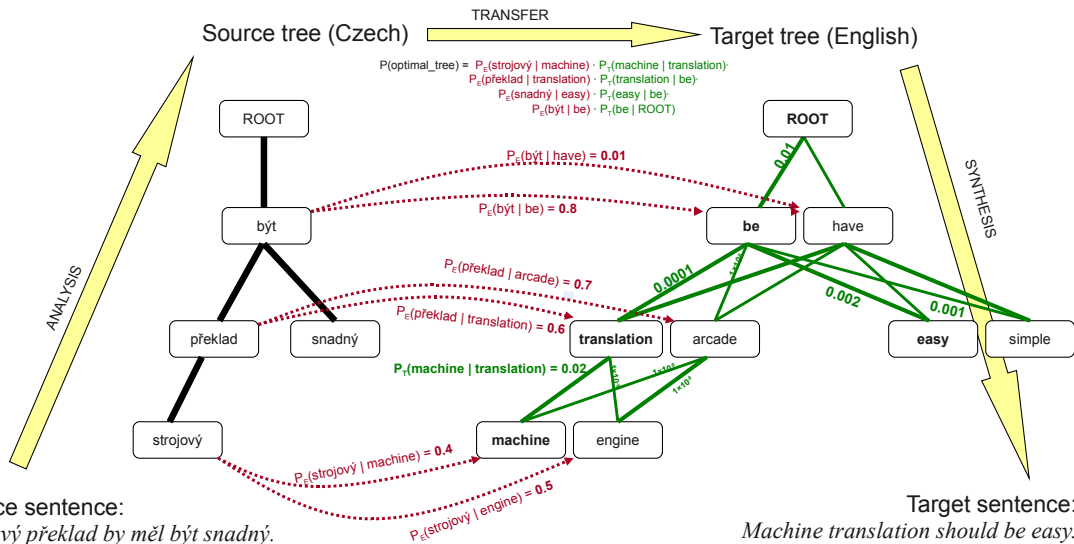 TRANSFER
Source tree (Czech)
Target tree (English)
P(optimal_tree) = P_E(strojový | machine) · P_T(machine | translation)·
P_E(překlad | translation) · P_T(translation | be)·
P_E(snadný | easy) · P_T(easy | be)·
P_E(být | be) · P_T(be | ROOT)
ROOT
ROOT
ANALYSIS
SYNTHESIS
0.01
P_E(být | have) = 0.01
P_E(být | be) = 0.8
být
be
have
P_E(překlad | arcade) = 0.7
P_E(překlad | translation) = 0.6
0.0001
0.002
0.001
překlad
snadný
translation
arcade
easy
simple
P_T(machine | translation) = 0.02
strojový
machine
engine
P_E(strojový | machine) = 0.4
P_E(strojový | engine) = 0.5
sentence:
překlad by měl být snadný.
Target sentence:
Machine translation should be easy.